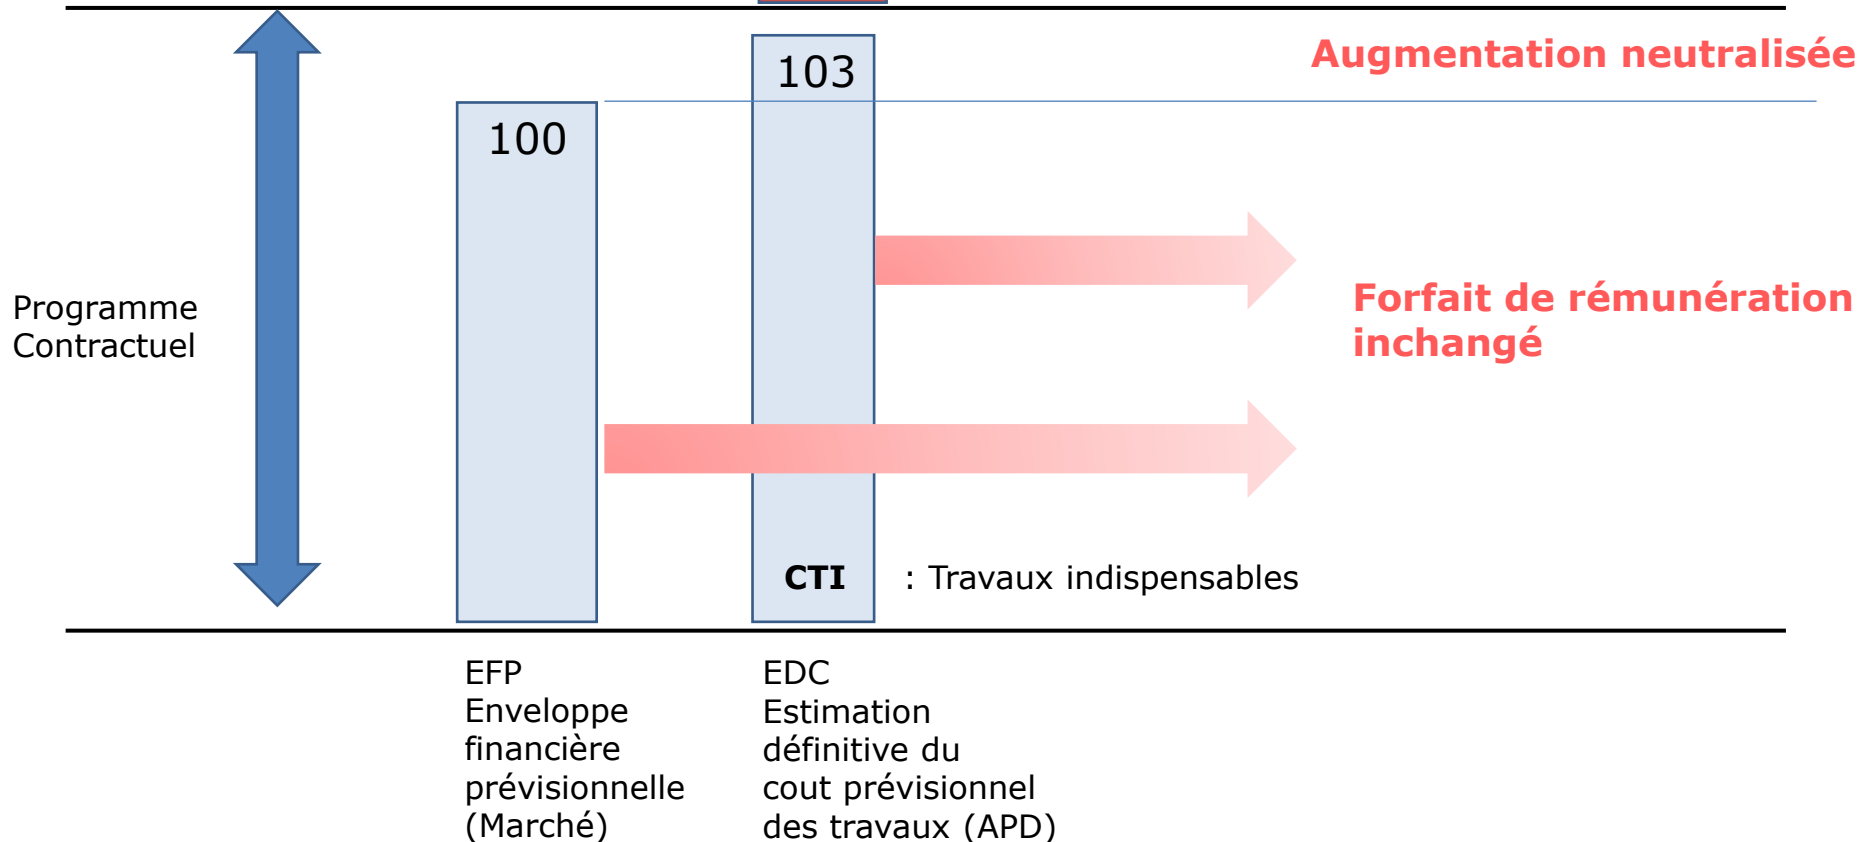 Augmentation neutralisée
103
100
Programme
Contractuel
Forfait de rémunération
inchangé
CTI : Travaux indispensables
EFP
Enveloppe
financière
prévisionnelle
(Marché)
EDC
Estimation
définitive du
cout prévisionnel
des travaux (APD)